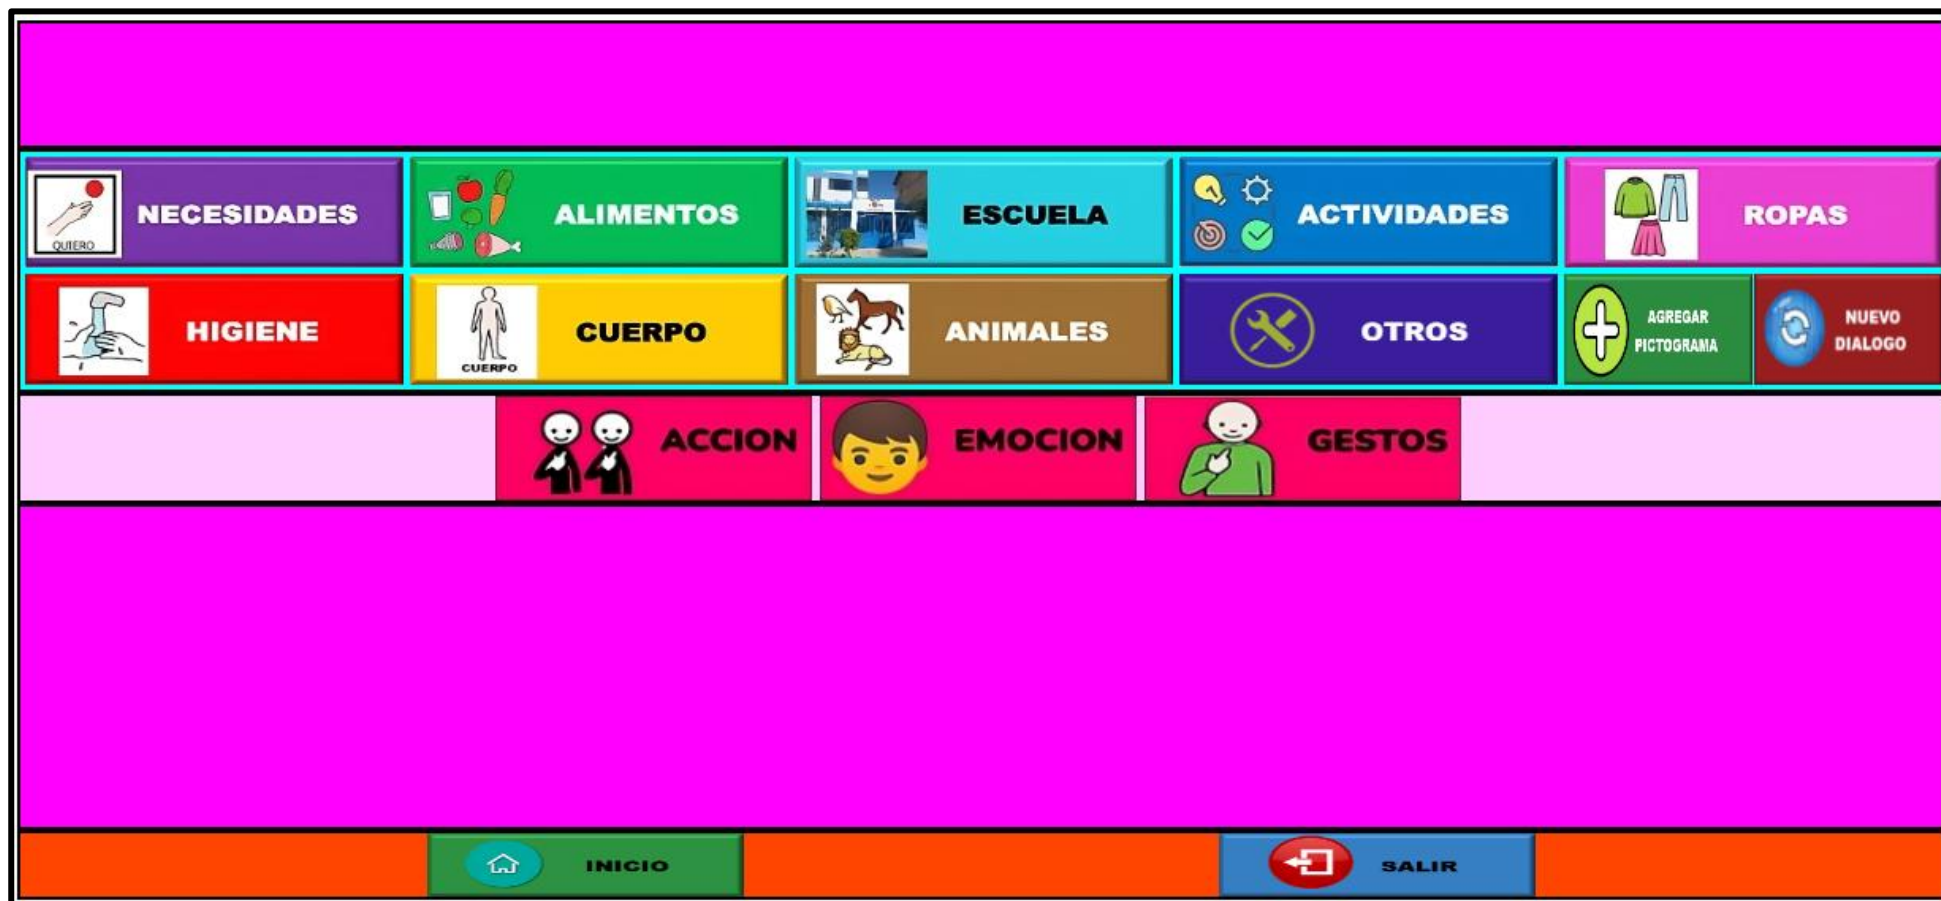 QUIERO
NECESIDADES
ALIMENTOS
ESCUELA
ACTIVIDADES
ROPAS
HIGIENE
CUERPO
CUERPO
ANIMALES
OTROS
AGREGAR
PICTOGRAMA
NUEVO
DIALOGO
ACCION
EMOCION
GESTOS
INICIO
SALIR